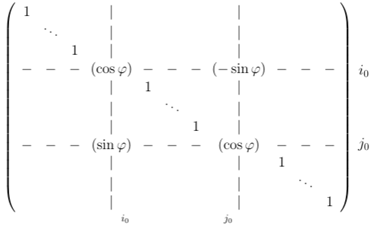 1 |
⋱ | |
1 | |
− − − (cos φ) − − − (− sin φ) − − − i₀
| 1 |
| ⋱ |
| 1 |
− − − (sin φ) − − − (cos φ) − − − j₀
| | 1
| | ⋱
| | 1
i₀ j₀